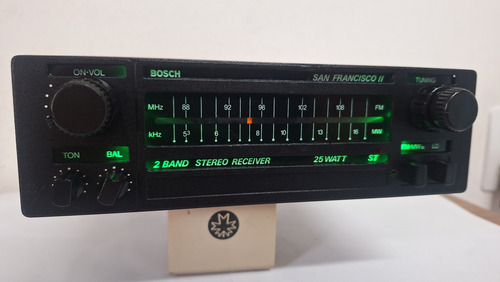 ON·VOL BOSCH SAN FRANCISCO II TUNING
MHz 88 92 96 102 108 FM
kHz 5 6 8 10 13 16 MW
TON BAL
2 BAND STEREO RECEIVER 25 WATT ST